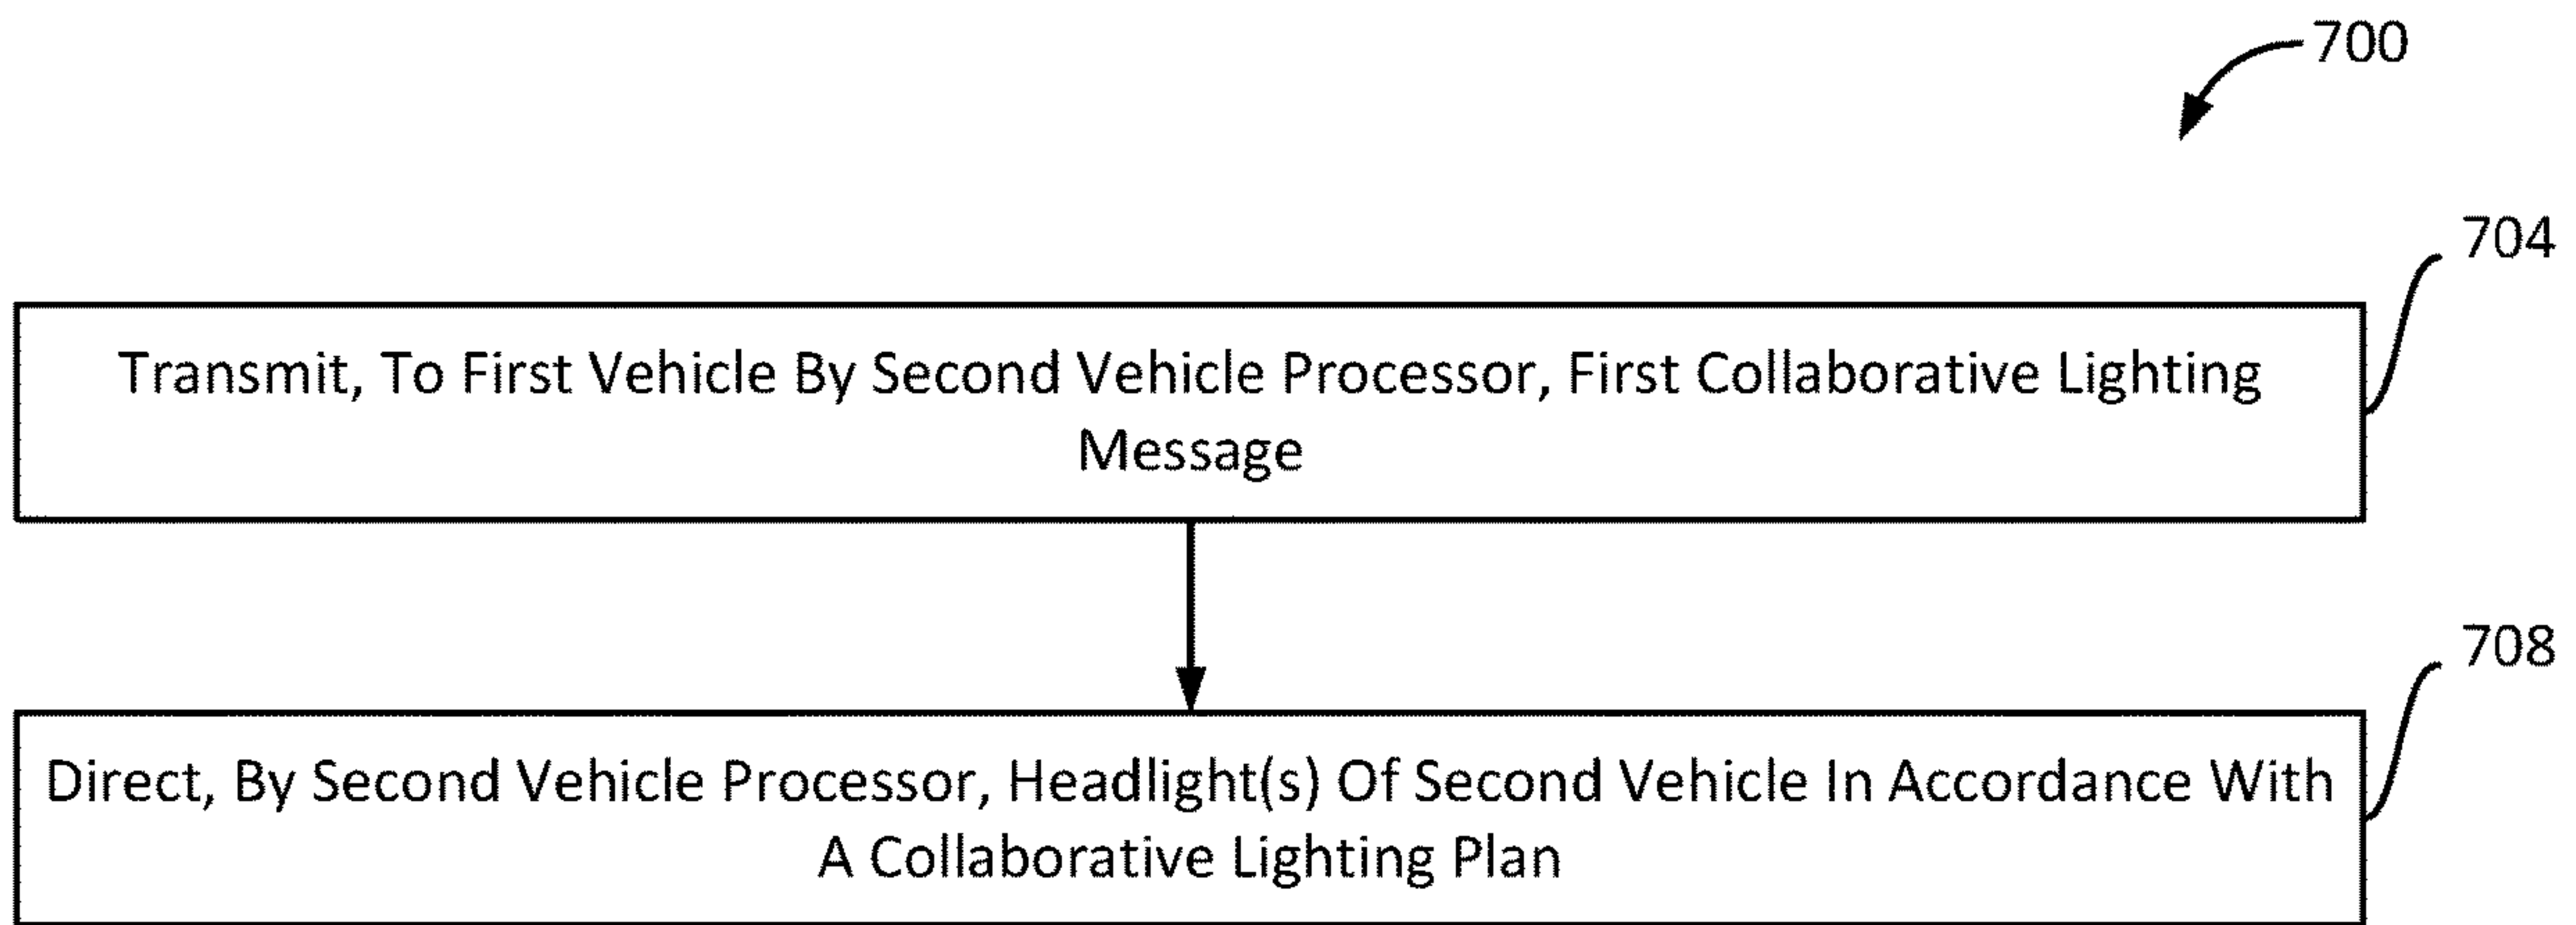 700
704
Transmit, To First Vehicle By Second Vehicle Processor, First Collaborative Lighting
Message
708
Direct, By Second Vehicle Processor, Headlight(s) Of Second Vehicle In Accordance With
A Collaborative Lighting Plan